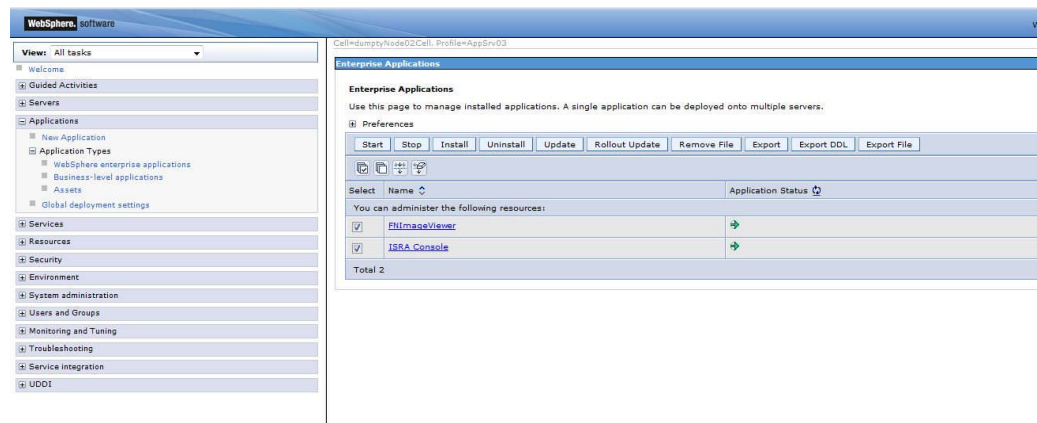 WebSphere. software
View: All tasks
Welcome
Guided Activities
Servers
Applications
New Application
Application Types
WebSphere enterprise applications
Business-level applications
Assets
Global deployment settings
Services
Resources
Security
Environment
System administration
Users and Groups
Monitoring and Tuning
Troubleshooting
Service integration
UDDI
Cell=dumptyNode02Cell, Profile=AppSrv03
Enterprise Applications
Enterprise Applications
Use this page to manage installed applications. A single application can be deployed onto multiple servers.
Preferences
Start Stop Install Uninstall Update Rollout Update Remove File Export Export DDL Export File
Select Name Application Status
You can administer the following resources:
FNImageViewer
ISRA Console
Total 2